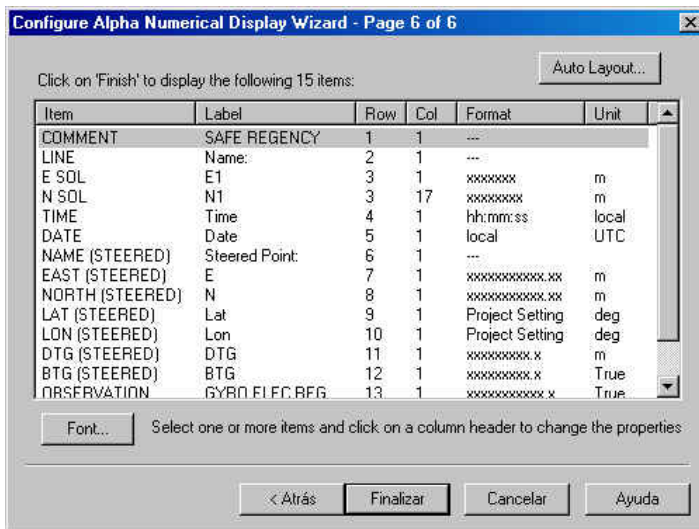 Configure Alpha Numerical Display Wizard - Page 6 of 6
Auto Layout...
Click on 'Finish' to display the following 15 items:
Item Label Row Col Format Unit
COMMENT SAFE REGENCY 1 1 ---
LINE Name: 2 1 ---
E SOL E1 3 1 xxxxxxx m
N SOL N1 3 17 xxxxxxxx m
TIME Time 4 1 hh:mm:ss local
DATE Date 5 1 local UTC
NAME (STEERED) Steered Point: 6 1 ---
EAST (STEERED) E 7 1 xxxxxxxxxxx.xx m
NORTH (STEERED) N 8 1 xxxxxxxxxxx.xx m
LAT (STEERED) Lat 9 1 Project Setting deg
LON (STEERED) Lon 10 1 Project Setting deg
DTG (STEERED) DTG 11 1 xxxxxxxxx.x m
BTG (STEERED) BTG 12 1 xxxxxxxxx.x True
OBSERVATION GYRO ELEC REG 13 1 xxxxxxxxxxx.x True
Font... Select one or more items and click on a column header to change the properties
< Atrás Finalizar Cancelar Ayuda